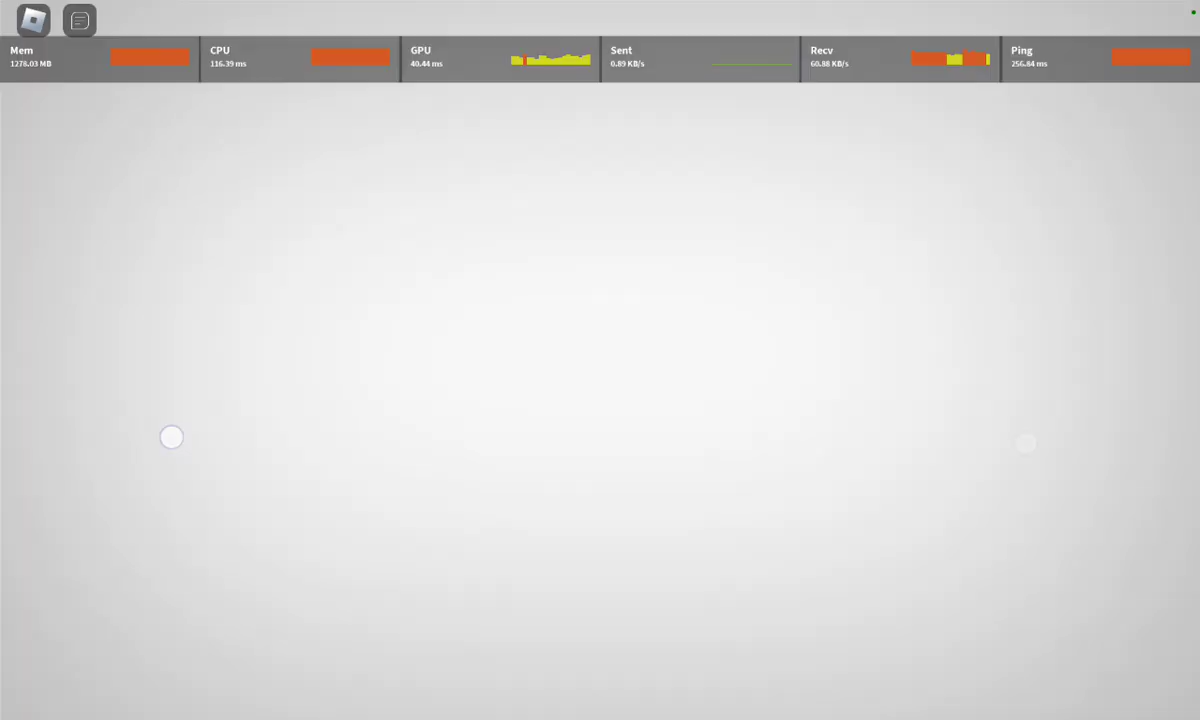 Mem
1278.03 MB
CPU
116.39 ms
GPU
40.44 ms
Sent
0.89 KB/s
Recv
60.88 KB/s
Ping
256.84 ms